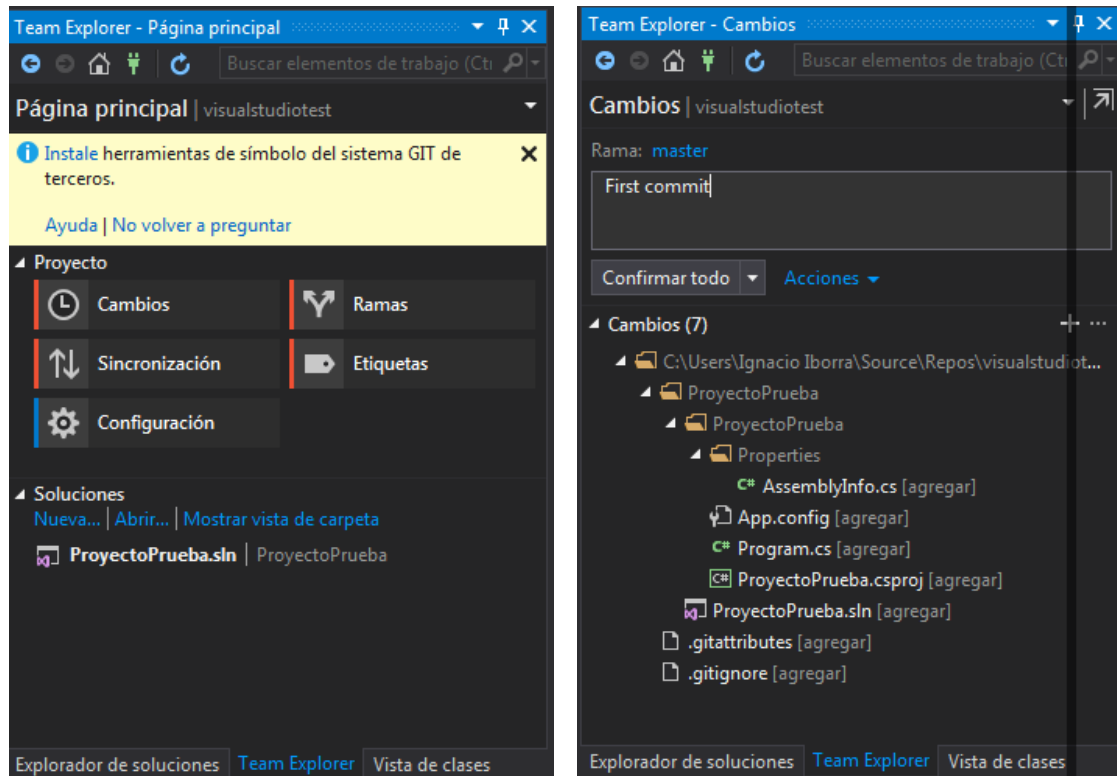 Team Explorer - Página principal
Buscar elementos de trabajo (Ctı
Página principal | visualstudiotest
Instale herramientas de símbolo del sistema GIT de
terceros.
Ayuda | No volver a preguntar
Proyecto
Cambios
Ramas
Sincronización
Etiquetas
Configuración
Soluciones
Nueva... | Abrir... | Mostrar vista de carpeta
ProyectoPrueba.sln | ProyectoPrueba
Explorador de soluciones
Team Explorer
Vista de clases
Team Explorer - Cambios
Buscar elementos de trabajo (Ctı
Cambios | visualstudiotest
Rama: master
First commit
Confirmar todo
Acciones
Cambios (7)
C:\Users\Ignacio Iborra\Source\Repos\visualstudiot...
ProyectoPrueba
ProyectoPrueba
Properties
C# AssemblyInfo.cs [agregar]
App.config [agregar]
C# Program.cs [agregar]
C# ProyectoPrueba.csproj [agregar]
ProyectoPrueba.sln [agregar]
.gitattributes [agregar]
.gitignore [agregar]
Explorador de soluciones
Team Explorer
Vista de clases